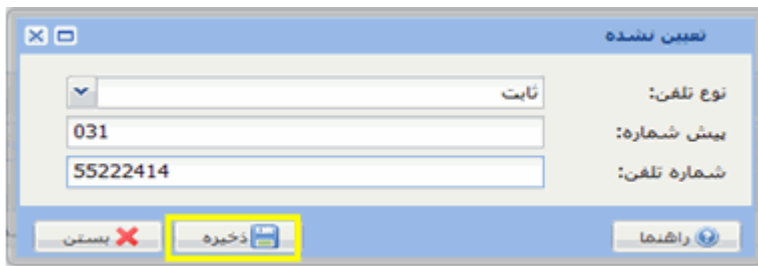 تعیین نشده
نوع تلفن: ثابت
پیش شماره: 031
شماره تلفن: 55222414
راهنما ذخیره بستن